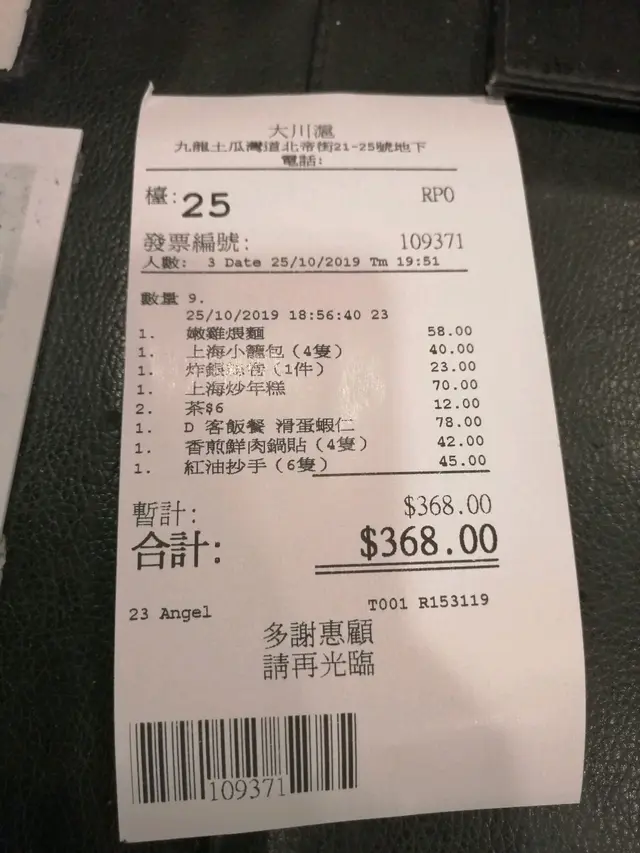 大川滬
九龍土瓜灣道北帝街21-25號地下
電話:
檯: 25 RP0
發票編號: 109371
人數: 3 Date 25/10/2019 Tm 19:51
數量 9.
25/10/2019 18:56:40 23
1. 嫩雞煨麵 58.00
1. 上海小籠包(4隻) 40.00
1. 炸銀絲卷(1件) 23.00
1. 上海炒年糕 70.00
2. 茶$6 12.00
1. D 客飯餐 滑蛋蝦仁 78.00
1. 香煎鮮肉鍋貼(4隻) 42.00
1. 紅油抄手(6隻) 45.00
暫計: $368.00
合計: $368.00
23 Angel T001 R153119
多謝惠顧
請再光臨
109371